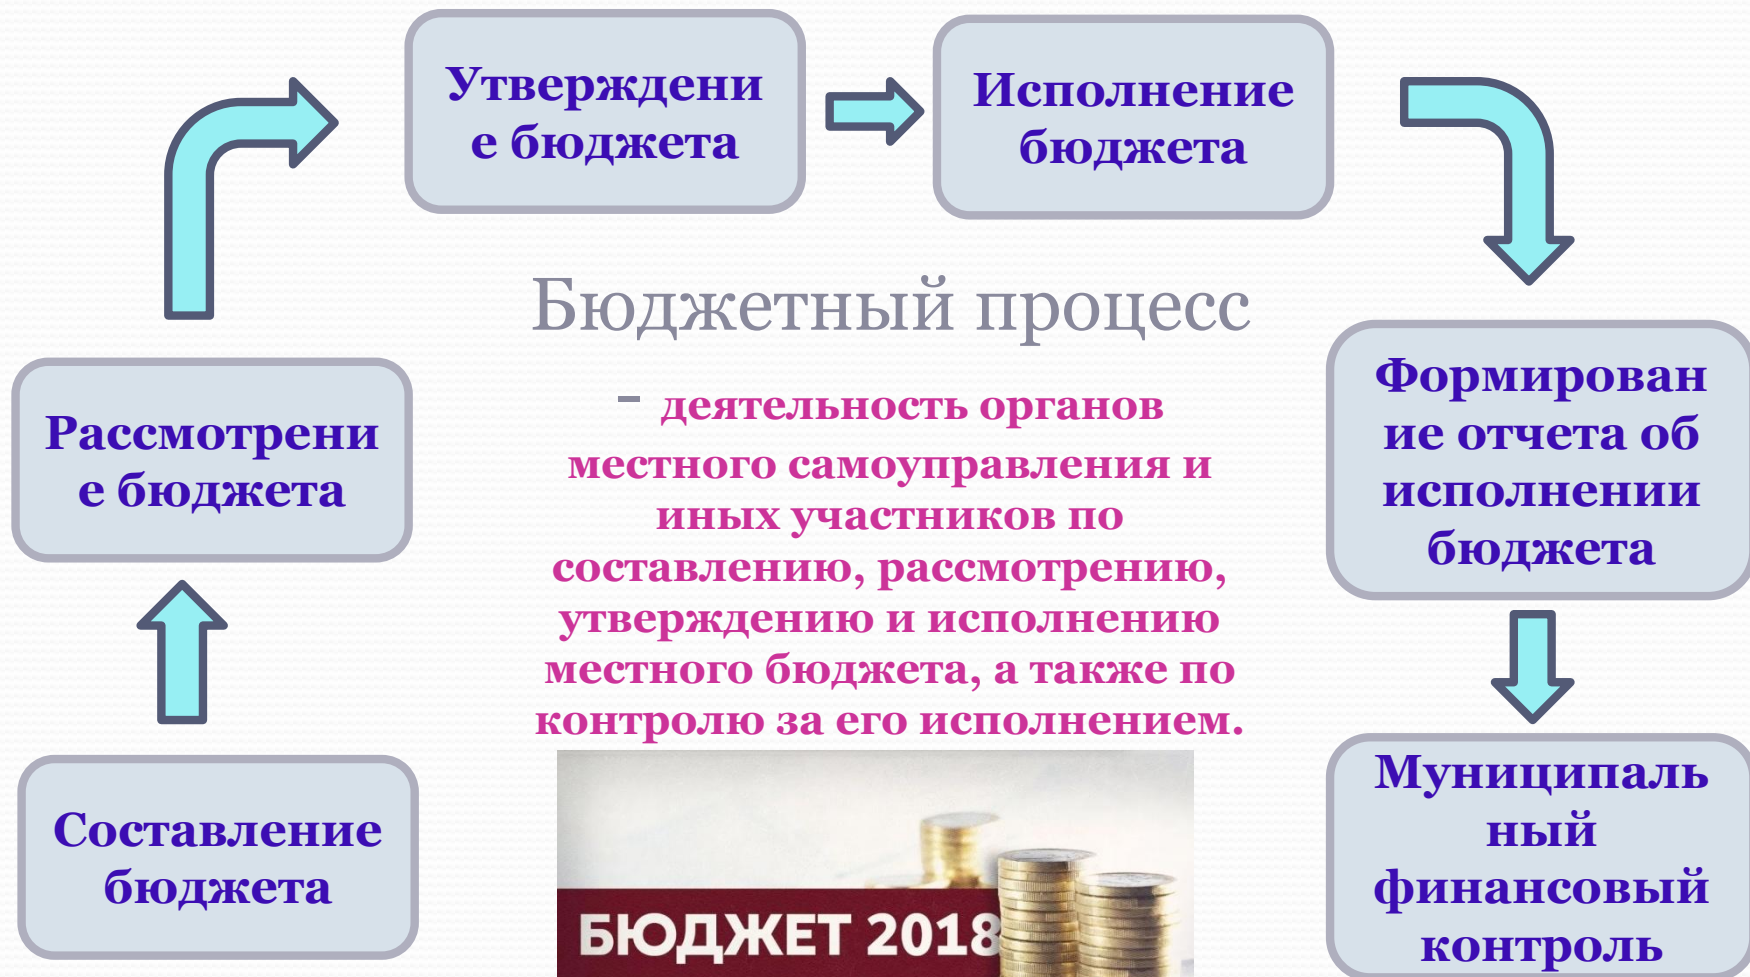 Утверждени
е бюджета
Исполнение
бюджета
Бюджетный процесс
Рассмотрени
е бюджета
– деятельность органов
местного самоуправления и
иных участников по
составлению, рассмотрению,
утверждению и исполнению
местного бюджета, а также по
контролю за его исполнением.
Формирован
ие отчета об
исполнении
бюджета
Составление
бюджета
БЮДЖЕТ 2018
Муниципаль
ный
финансовый
контроль